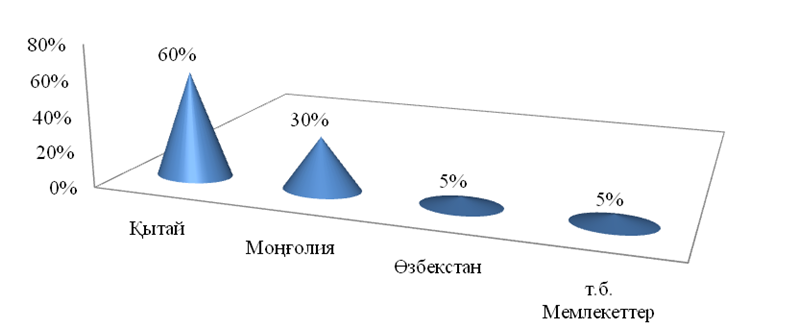 80%
60%
40%
20%
0%
60%
30%
5%
5%
Қытай
Моңғолия
Өзбекстан
т.б.
Мемлекеттер